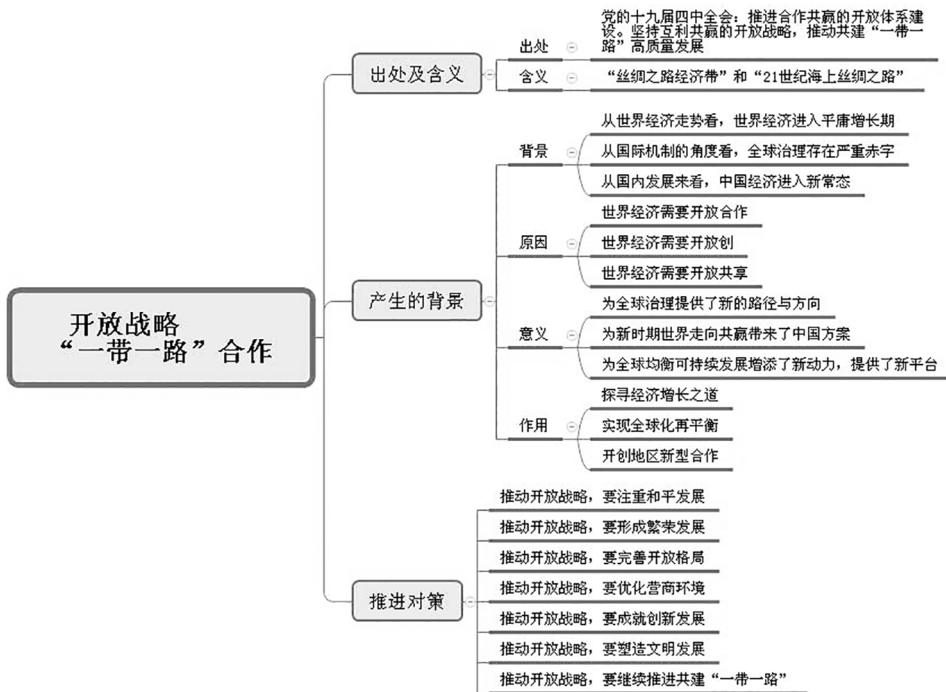 开放战略
“一带一路”合作
出处及含义
出处
党的十九届四中全会：推进合作共赢的开放体系建
设。坚持互利共赢的开放战略，推动共建“一带一
路”高质量发展
含义
“丝绸之路经济带”和“21世纪海上丝绸之路”
产生的背景
背景
从世界经济走势看，世界经济进入平庸增长期
从国际机制的角度看，全球治理存在严重赤字
从国内发展来看，中国经济进入新常态
原因
世界经济需要开放合作
世界经济需要开放创
世界经济需要开放共享
意义
为全球治理提供了新的路径与方向
为新时期世界走向共赢带来了中国方案
为全球均衡可持续发展增添了新动力，提供了新平台
作用
探寻经济增长之道
实现全球化再平衡
开创地区新型合作
推进对策
推动开放战略，要注重和平发展
推动开放战略，要形成繁荣发展
推动开放战略，要完善开放格局
推动开放战略，要优化营商环境
推动开放战略，要成就创新发展
推动开放战略，要塑造文明发展
推动开放战略，要继续推进共建“一带一路”